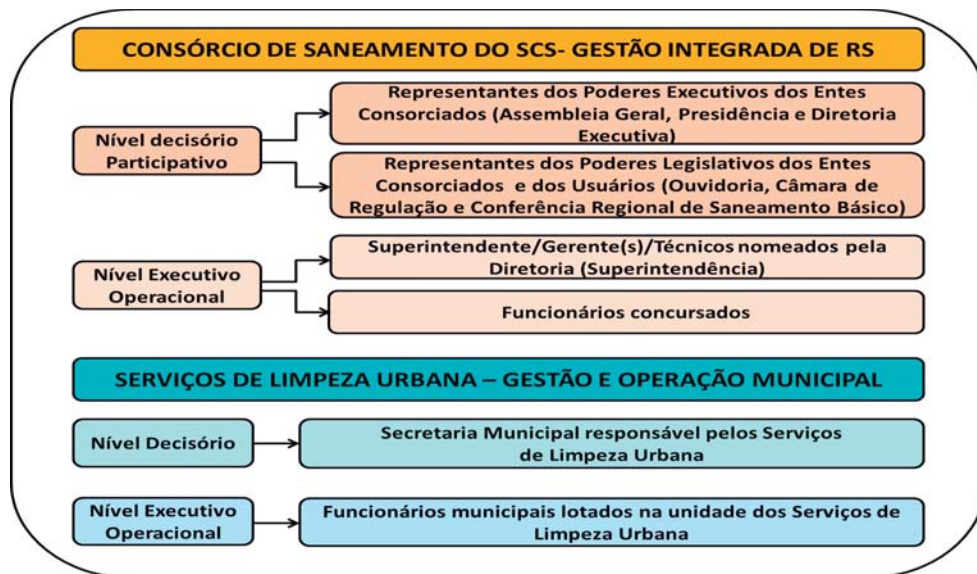 CONSÓRCIO DE SANEAMENTO DO SCS- GESTÃO INTEGRADA DE RS
Nível decisório
Participativo
Representantes dos Poderes Executivos dos Entes
Consorciados (Assembleia Geral, Presidência e Diretoria
Executiva)
Representantes dos Poderes Legislativos dos Entes
Consorciados e dos Usuários (Ouvidoria, Câmara de
Regulação e Conferência Regional de Saneamento Básico)
Nível Executivo
Operacional
Superintendente/Gerente(s)/Técnicos nomeados pela
Diretoria (Superintendência)
Funcionários concursados
SERVIÇOS DE LIMPEZA URBANA – GESTÃO E OPERAÇÃO MUNICIPAL
Nível Decisório
Secretaria Municipal responsável pelos Serviços
de Limpeza Urbana
Nível Executivo
Operacional
Funcionários municipais lotados na unidade dos Serviços de
Limpeza Urbana